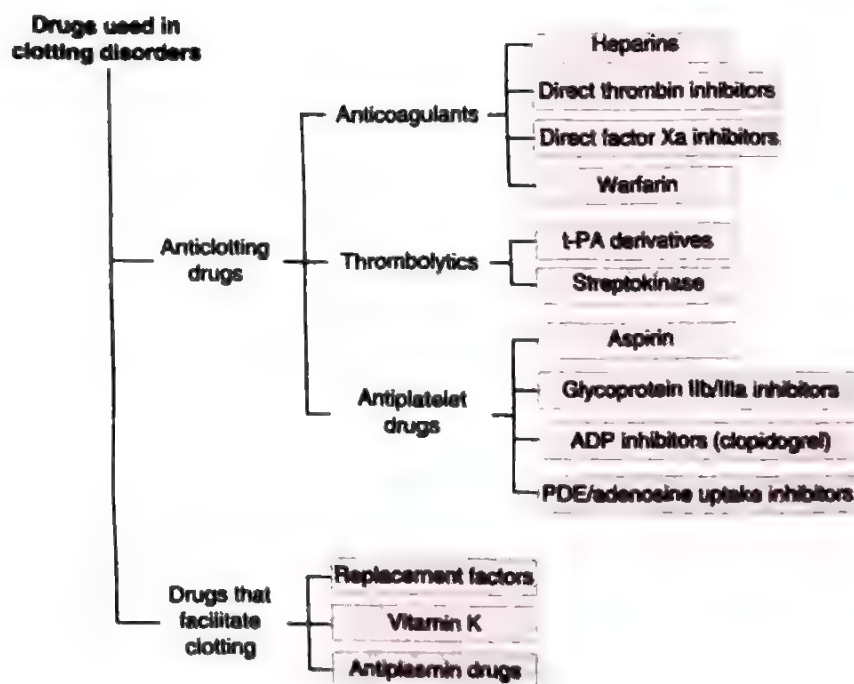 Drugs used in
clotting disorders
Heparins
Direct thrombin inhibitors
Anticoagulants
Direct factor Xa inhibitors
Warfarin
Anticlotting
drugs
t-PA derivatives
Thrombolytics
Streptokinase
Aspirin
Glycoprotein IIb/IIIa inhibitors
Antiplatelet
drugs
ADP inhibitors (clopidogrel)
PDE/adenosine uptake inhibitors
Drugs that
facilitate
clotting
Replacement factors
Vitamin K
Antiplasmin drugs